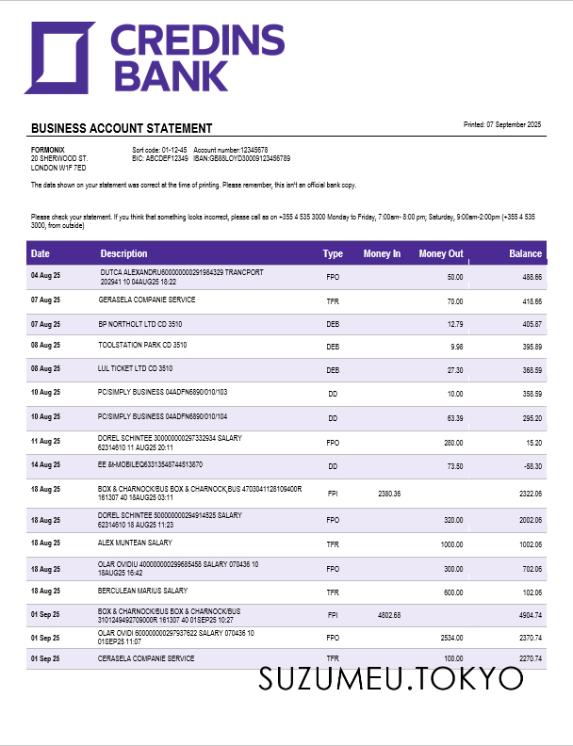 CREDINS
BANK
BUSINESS ACCOUNT STATEMENT
Printed: 07 September 2025
FORMONIX
20 SHERWOOD ST.
LONDON W1F 7ED
Sort code: 01-12-45 Account number:12345678
BIC: ABCDEF12349 IBAN:GB88LOYD30009123456789
The date shown on your statement was correct at the time of printing. Please remember, this isn't an official bank copy.
Please check your statement. If you think that something looks incorrect, please call as on +355 4 535 3000 Monday to Friday, 7:00am- 8:00 pm; Saturday, 9:00am-2:00pm (+355 4 535
3000, from outside)
Date Description Type Money In Money Out Balance
04 Aug 25 DUTCA ALEXANDRU600000000291984329 TRANCPORT FPO 50.00 488.66
202941 10 04AUG25 18:22
07 Aug 25 GERASELA COMPANIE SERVICE TFR 70.00 418.66
07 Aug 25 BP NORTHOLT LTD CD 3510 DEB 12.79 405.87
08 Aug 25 TOOLSTATION PARK CD 3510 DEB 9.98 395.89
08 Aug 25 LUL TICKET LTD CD 3510 DEB 27.30 368.59
10 Aug 25 PC/SIMPLY BUSINESS 04ADFN6890/010/103 DD 10.00 358.59
10 Aug 25 PC/SIMPLY BUSINESS 04ADFN6890/010/104 DD 63.39 295.20
11 Aug 25 DOREL SCHINTEE 300000000297332934 SALARY FPO 280.00 15.20
62314610 11 AUG25 20:11
14 Aug 25 EE &t-MOBILEQ63313548744513870 DD 73.50 -58.30
18 Aug 25 BOX & CHARNOCK/BUS BOX & CHARNOCK,BUS 4703041128109400R FPI 2380.36 2322.06
161307 40 18AUG25 03:11
18 Aug 25 DOREL SCHINTEE 500000000294914525 SALARY FPO 320.00 2002.06
62314610 18 AUG25 11:23
18 Aug 25 ALEX MUNTEAN SALARY TFR 1000.00 1002.06
18 Aug 25 OLAR OVIDIU 400000000299685458 SALARY 070436 10 FPO 300.00 702.06
18AUG25 16:42
18 Aug 25 BERCULEAN MARIUS SALARY TFR 600.00 102.06
01 Sep 25 BOX & CHARNOCK/BUS BOX & CHARNOCK/BUS FPI 4802.68 4904.74
3101249492709000R 161307 40 01SEP25 10:27
01 Sep 25 OLAR OVIDI 600000000297937622 SALARY 070436 10 FPO 2534.00 2370.74
01SEP25 11:07
01 Sep 25 CERASELA COMPANIE SERVICE TFR 100.00 2270.74
SUZUMEU.TOKYO